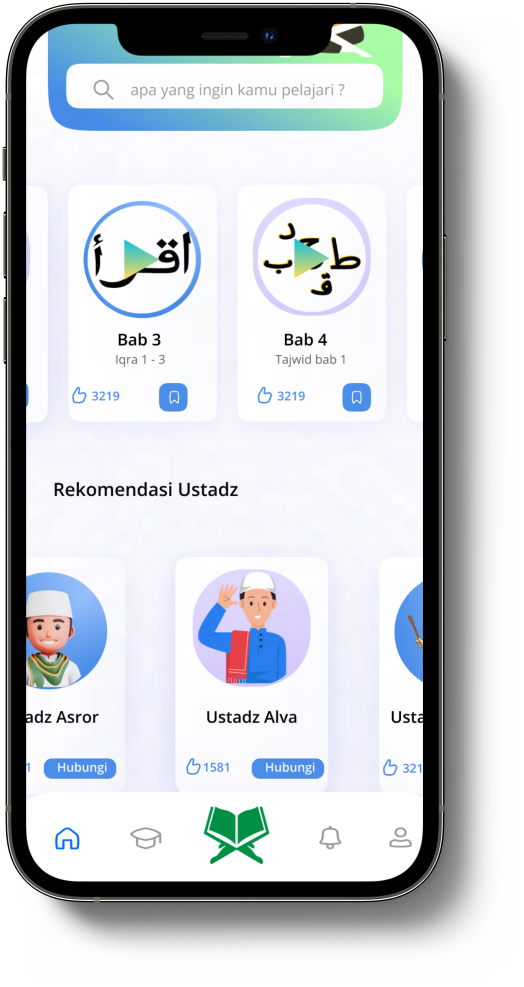 apa yang ingin kamu pelajari ?
اقرأ
د ج ط
ب ق
Bab 3
Bab 4
Iqra 1 - 3
Tajwid bab 1
3219
3219
Rekomendasi Ustadz
adz Asror
Ustadz Alva
Usta
Hubungi
1581
Hubungi
321